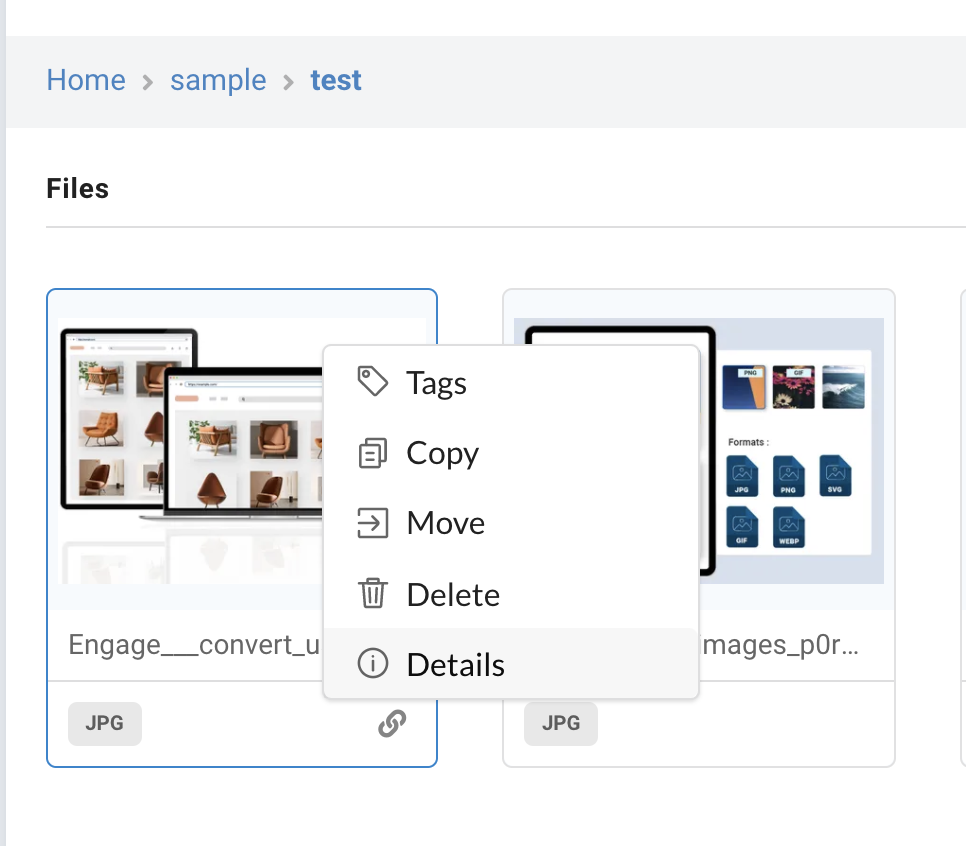 Home > sample > test
Files
Tags
Copy
Move
Delete
Details
Engage___convert_u
JPG
PNG
GIF
Formats :
JPG
PNG
SVG
GIF
WEBP
mages_p0r...
JPG